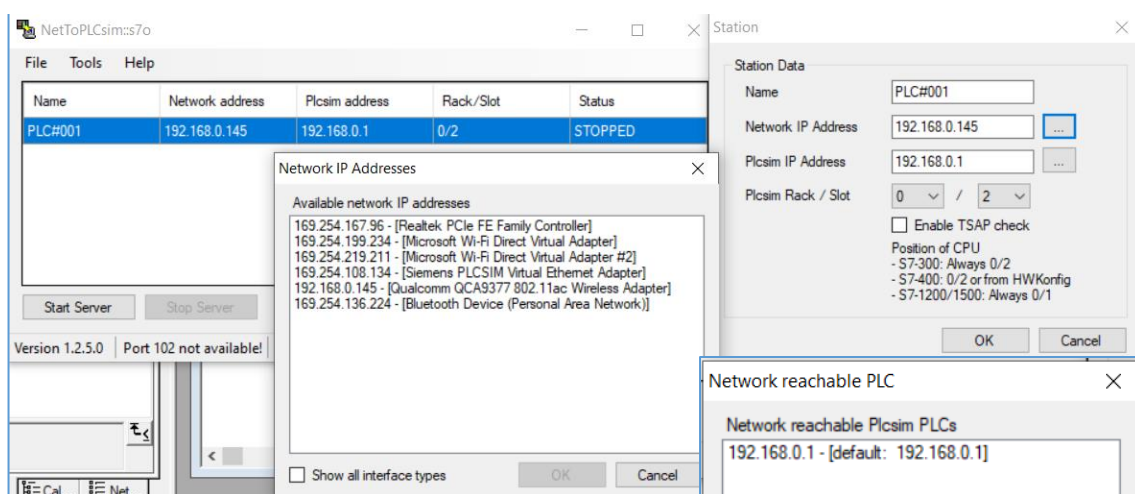 NetToPLCsim::s7o
File Tools Help
Name Network address Plcsim address Rack/Slot Status
PLC#001 192.168.0.145 192.168.0.1 0/2 STOPPED
Start Server Stop Server
Version 1.2.5.0 Port 102 not available!
Cal Net
Network IP Addresses
Available network IP addresses
169.254.167.96 - [Realtek PCIe FE Family Controller]
169.254.199.234 - [Microsoft Wi-Fi Direct Virtual Adapter]
169.254.219.211 - [Microsoft Wi-Fi Direct Virtual Adapter #2]
169.254.108.134 - [Siemens PLCSIM Virtual Ethernet Adapter]
192.168.0.145 - [Qualcomm QCA9377 802.11ac Wireless Adapter]
169.254.136.224 - [Bluetooth Device (Personal Area Network)]
Show all interface types OK Cancel
Station
Station Data
Name PLC#001
Network IP Address 192.168.0.145 ...
Plcsim IP Address 192.168.0.1 ...
Plcsim Rack / Slot 0 / 2
Enable TSAP check
Position of CPU
- S7-300: Always 0/2
- S7-400: 0/2 or from HWKonfig
- S7-1200/1500: Always 0/1
OK Cancel
Network reachable PLC
Network reachable Plcsim PLCs
192.168.0.1 - [default: 192.168.0.1]